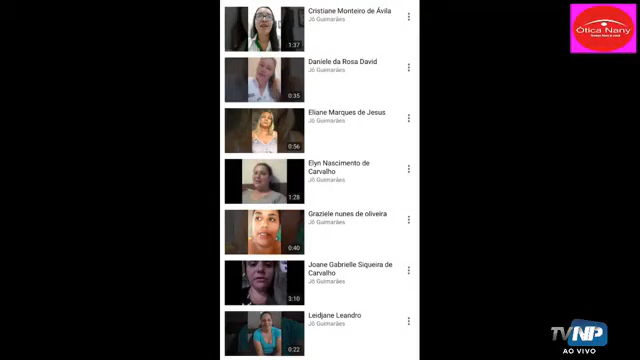 Cristiane Monteiro de Ávila
Jô Guimarães
1:37
Daniele da Rosa David
Jô Guimarães
0:35
Eliane Marques de Jesus
Jô Guimarães
0:56
Elyn Nascimento de
Carvalho
Jô Guimarães
1:28
Graziele nunes de oliveira
Jô Guimarães
0:40
Joane Gabrielle Siqueira de
Carvalho
Jô Guimarães
3:10
Leidjane Leandro
Jô Guimarães
0:22
Ótica Nany
TVNP
AO VIVO